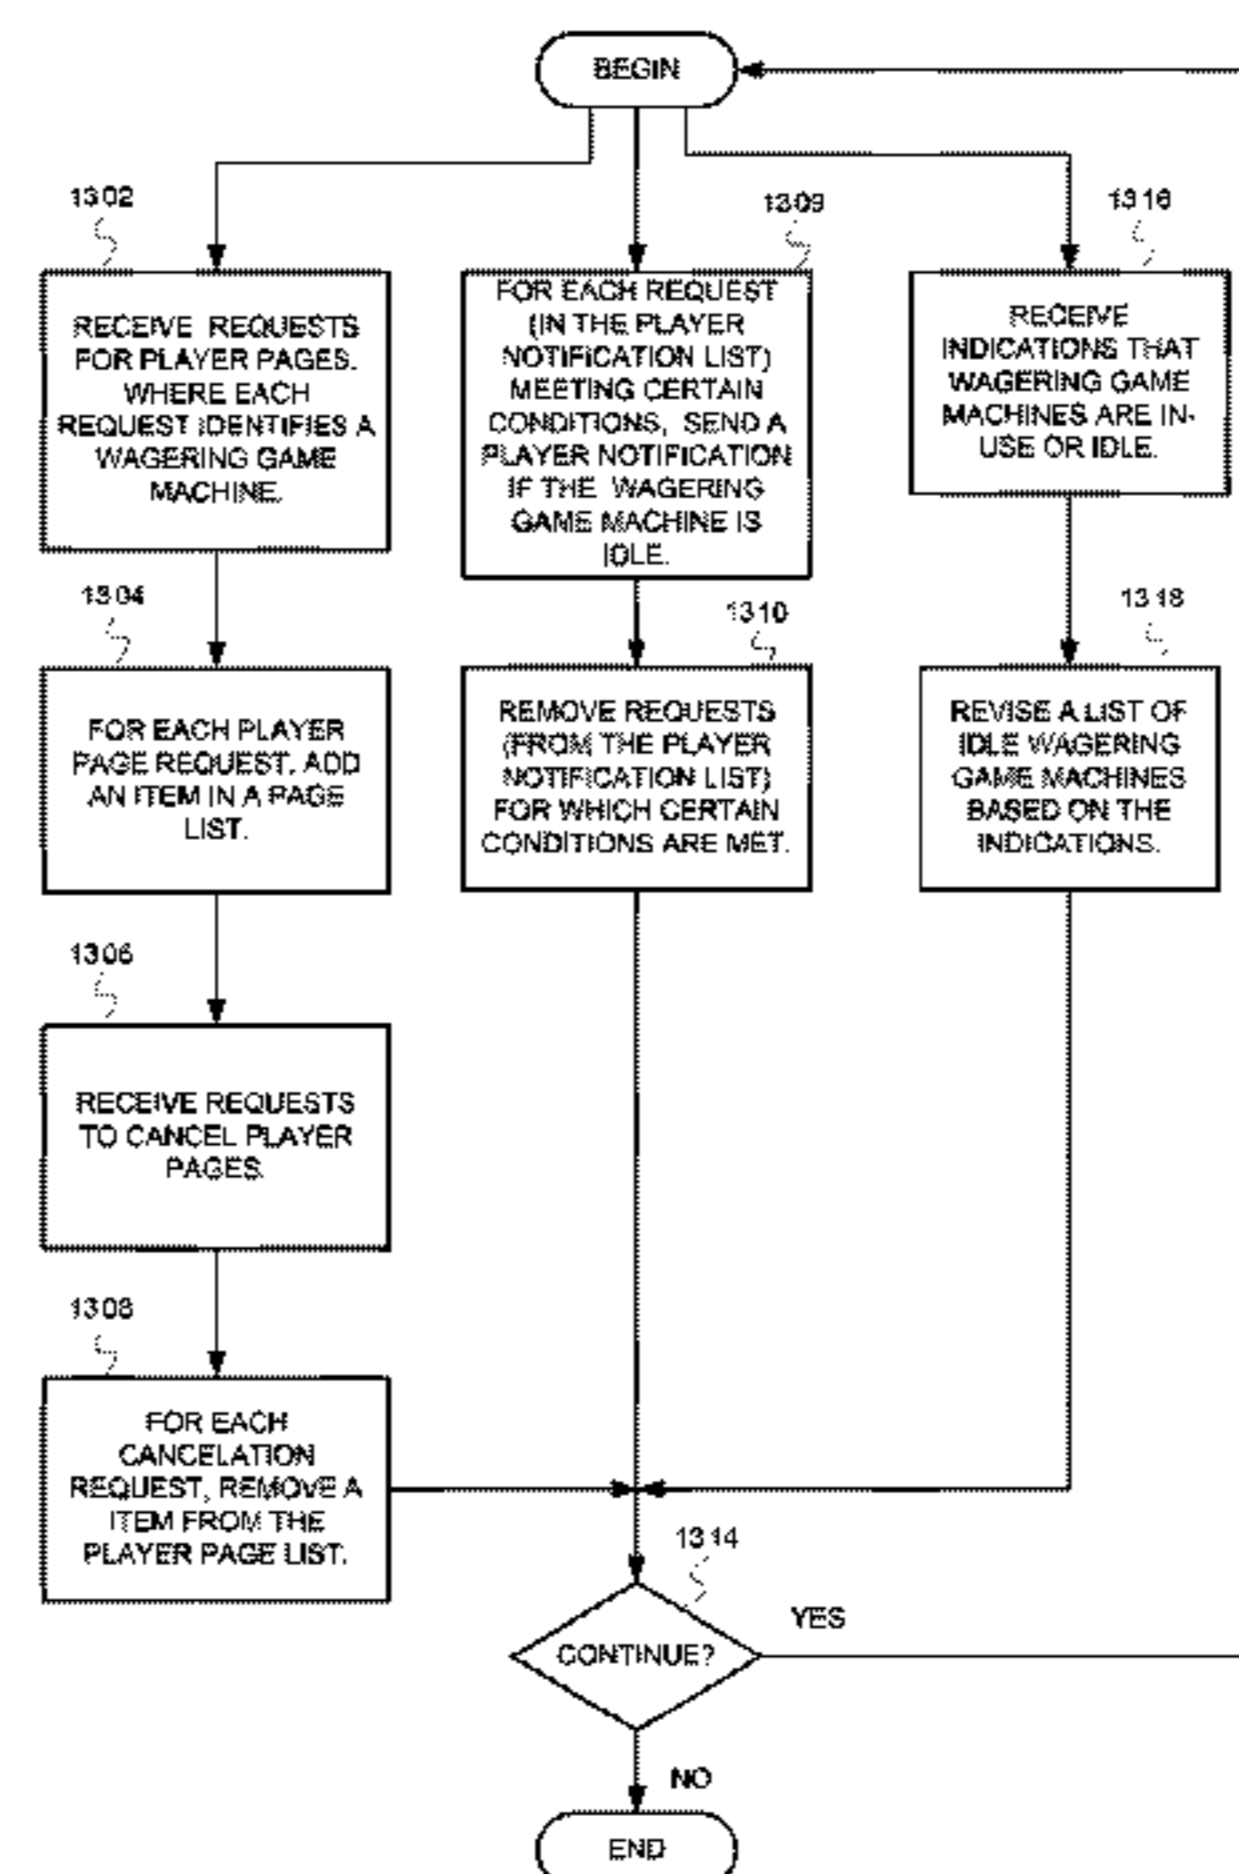 BEGIN
1302
RECEIVE REQUESTS
FOR PLAYER PAGES.
WHERE EACH
REQUEST IDENTIFIES A
WAGERING GAME
MACHINE.
1304
FOR EACH PLAYER
PAGE REQUEST, ADD
AN ITEM IN A PAGE
LIST.
1306
RECEIVE REQUESTS
TO CANCEL PLAYER
PAGES.
1308
FOR EACH
CANCELATION
REQUEST, REMOVE A
ITEM FROM THE
PLAYER PAGE LIST.
1309
FOR EACH REQUEST
(IN THE PLAYER
NOTIFICATION LIST)
MEETING CERTAIN
CONDITIONS, SEND A
PLAYER NOTIFICATION
IF THE WAGERING
GAME MACHINE IS
IDLE.
1310
REMOVE REQUESTS
(FROM THE PLAYER
NOTIFICATION LIST)
FOR WHICH CERTAIN
CONDITIONS ARE MET.
1316
RECEIVE
INDICATIONS THAT
WAGERING GAME
MACHINES ARE IN-
USE OR IDLE.
1318
REVISE A LIST OF
IDLE WAGERING
GAME MACHINES
BASED ON THE
INDICATIONS.
1314
CONTINUE?
YES
NO
END